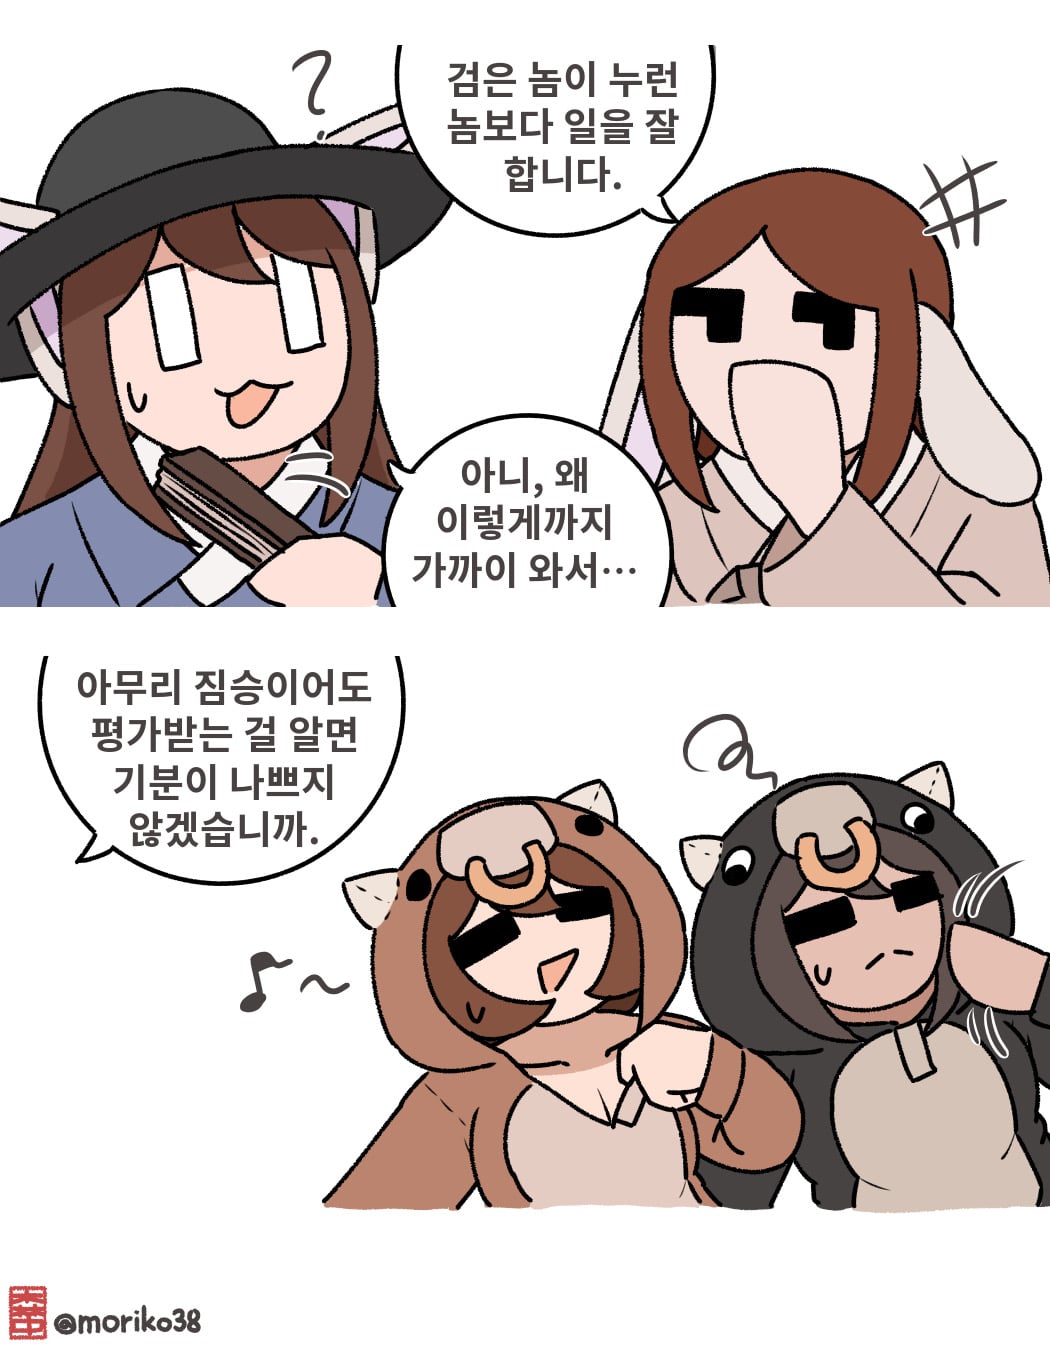 검은 놈이 누런
놈보다 일을 잘
합니다.
아니, 왜
이렇게까지
가까이 와서…
아무리 짐승이어도
평가받는 걸 알면
기분이 나쁘지
않겠습니까.
@moriko38